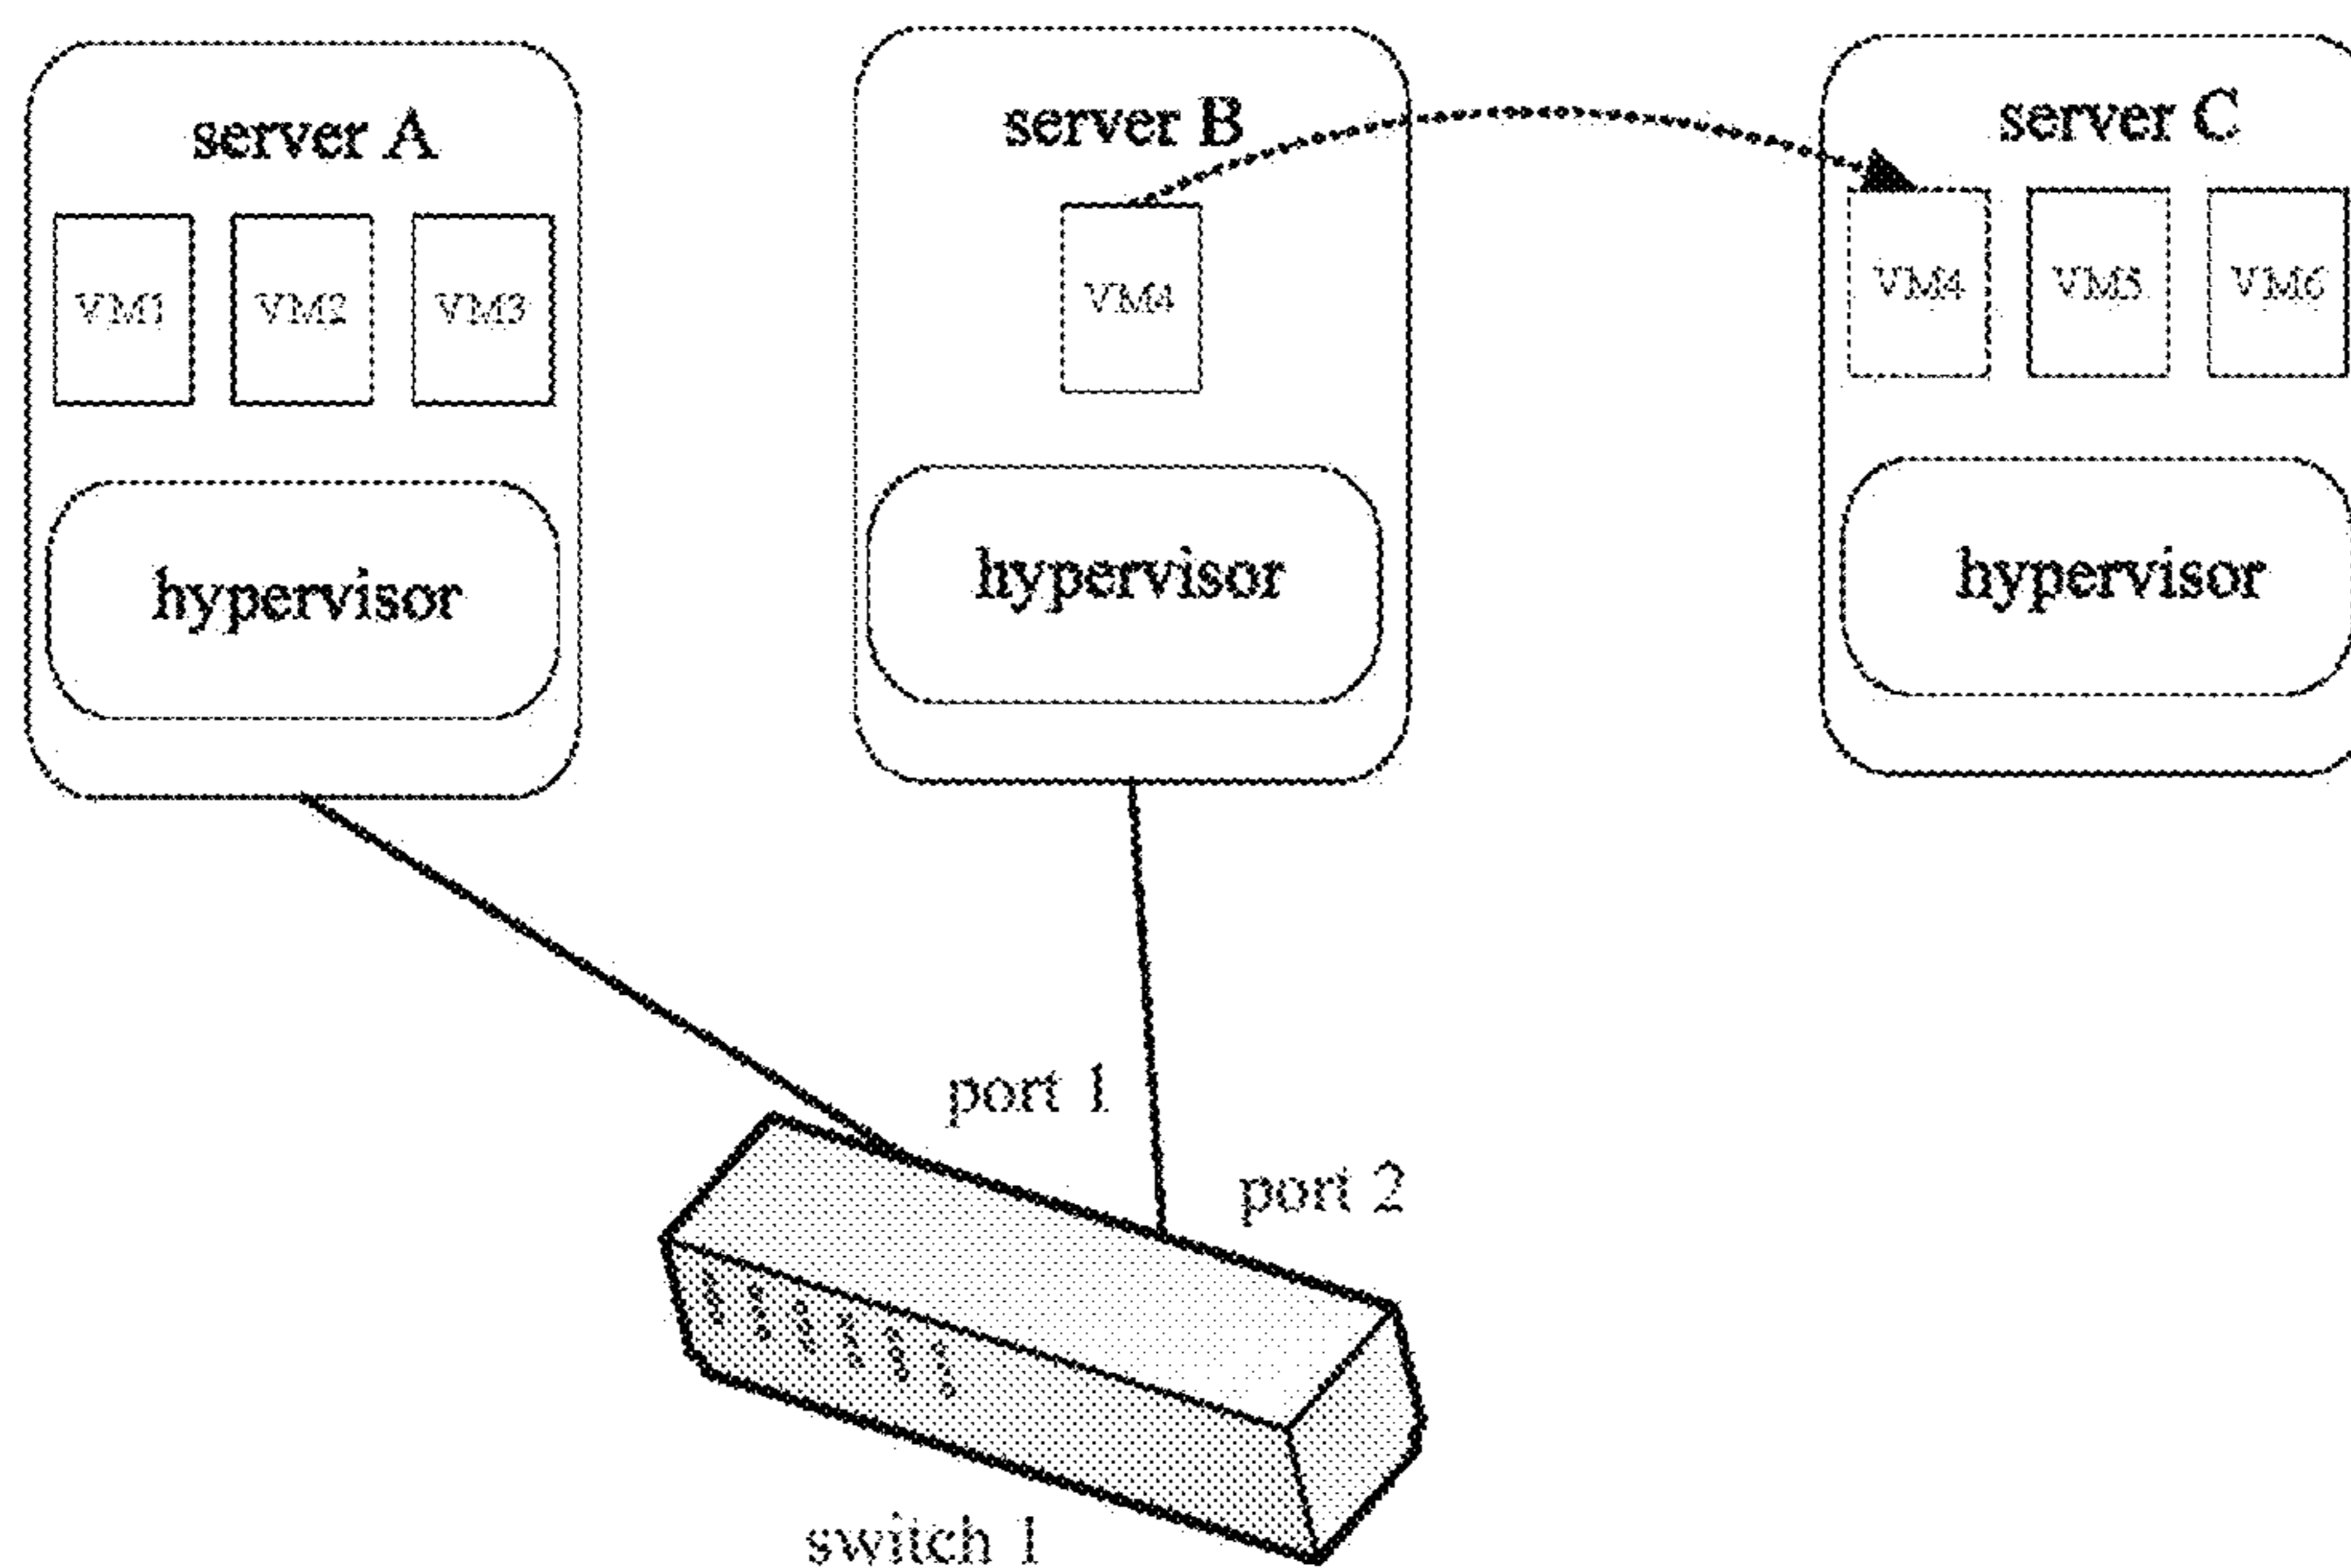 server A
server B
server C
VM1
VM2
VM3
VM4
VM4
VM5
VM6
hypervisor
hypervisor
hypervisor
port 1
port 2
switch 1